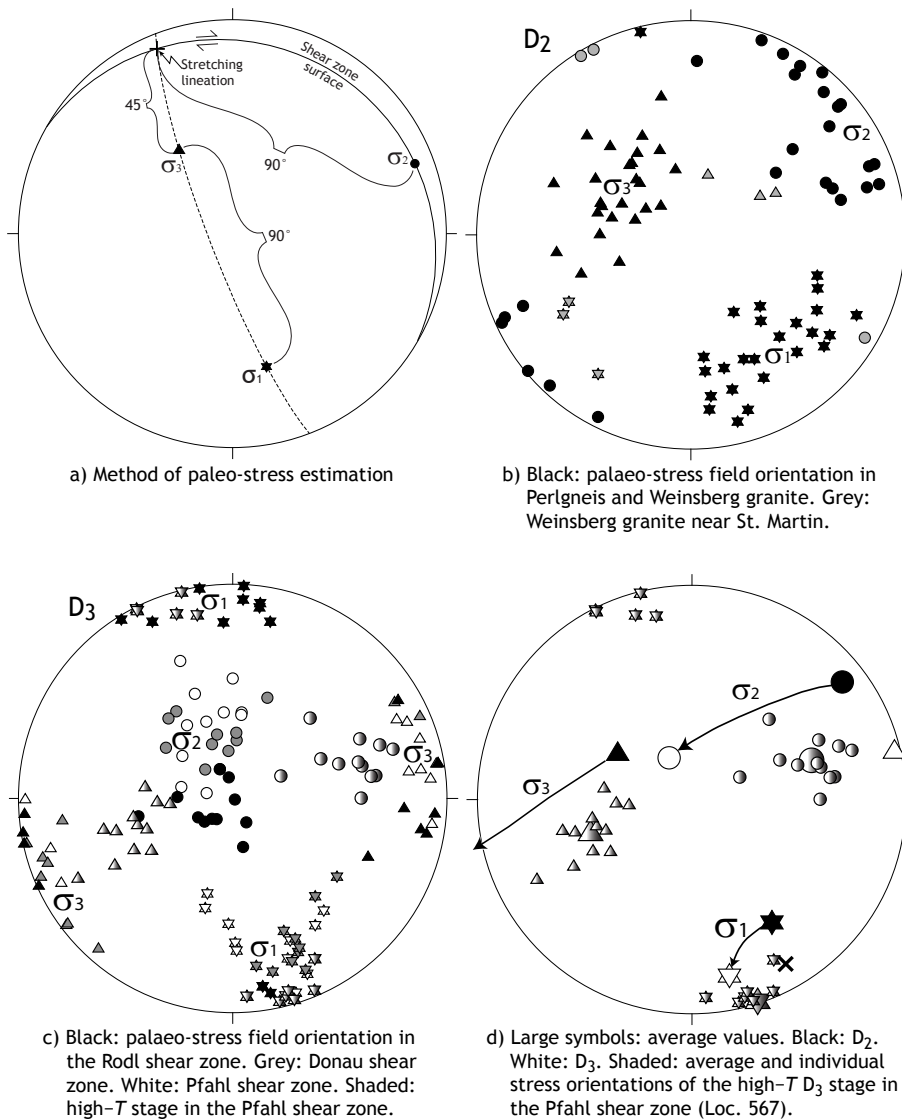 Shear zone
surface
Stretching
lineation
45°
σ3
90°
σ2
90°
σ1
a) Method of paleo-stress estimation
D2
σ2
σ3
σ1
b) Black: palaeo-stress field orientation in
Perlgneis and Weinsberg granite. Grey:
Weinsberg granite near St. Martin.
D3
σ1
σ2
σ3
σ3
σ1
c) Black: palaeo-stress field orientation in
the Rodl shear zone. Grey: Donau shear
zone. White: Pfahl shear zone. Shaded:
high-T stage in the Pfahl shear zone.
σ2
σ3
σ1
d) Large symbols: average values. Black: D2.
White: D3. Shaded: average and individual
stress orientations of the high-T D3 stage in
the Pfahl shear zone (Loc. 567).